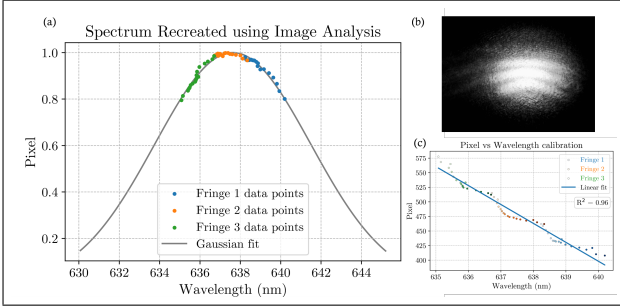 (a)
Spectrum Recreated using Image Analysis
Pixel
1.0
0.8
0.6
0.4
0.2
Fringe 1 data points
Fringe 2 data points
Fringe 3 data points
Gaussian fit
630 632 634 636 638 640 642 644
Wavelength (nm)
(b)
(c)
Pixel vs Wavelength calibration
Pixel
575
550
525
500
475
450
425
400
Fringe 1
Fringe 2
Fringe 3
Linear fit
R² = 0.96
635 636 637 638 639 640
Wavelength (nm)